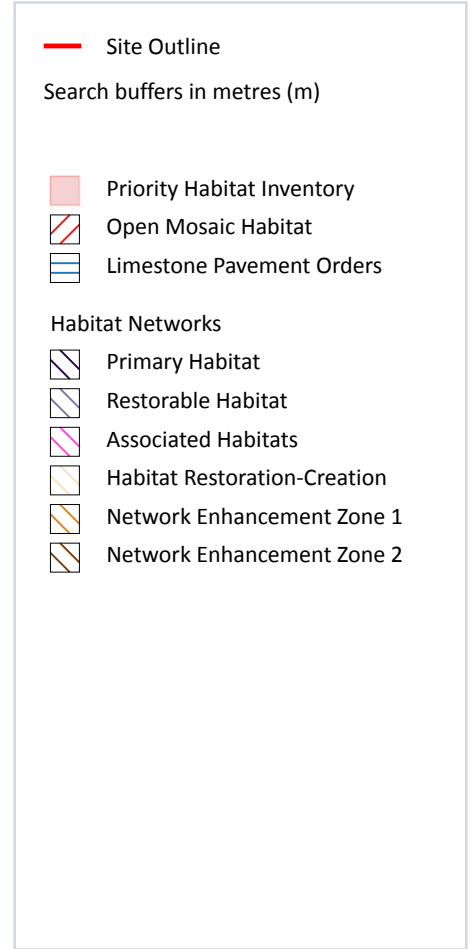 Site Outline
Search buffers in metres (m)
Priority Habitat Inventory
Open Mosaic Habitat
Limestone Pavement Orders
Habitat Networks
Primary Habitat
Restorable Habitat
Associated Habitats
Habitat Restoration-Creation
Network Enhancement Zone 1
Network Enhancement Zone 2